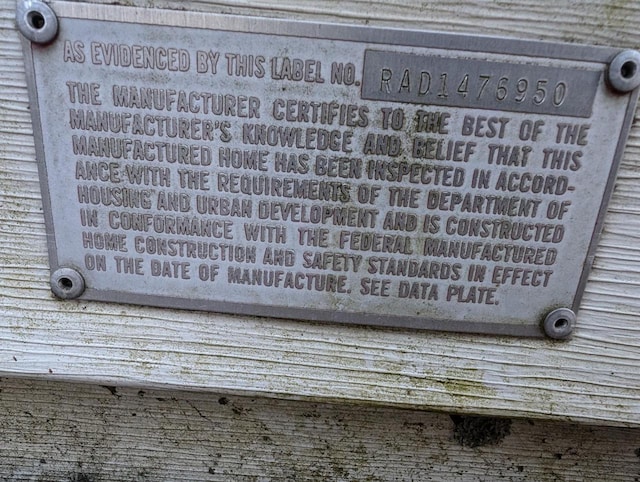 AS EVIDENCED BY THIS LABEL NO. RAD1476950
THE MANUFACTURER CERTIFIES TO THE BEST OF THE
MANUFACTURER'S KNOWLEDGE AND BELIEF THAT THIS
MANUFACTURED HOME HAS BEEN INSPECTED IN ACCORD-
ANCE WITH THE REQUIREMENTS OF THE DEPARTMENT OF
HOUSING AND URBAN DEVELOPMENT AND IS CONSTRUCTED
IN CONFORMANCE WITH THE FEDERAL MANUFACTURED
HOME CONSTRUCTION AND SAFETY STANDARDS IN EFFECT
ON THE DATE OF MANUFACTURE. SEE DATA PLATE.